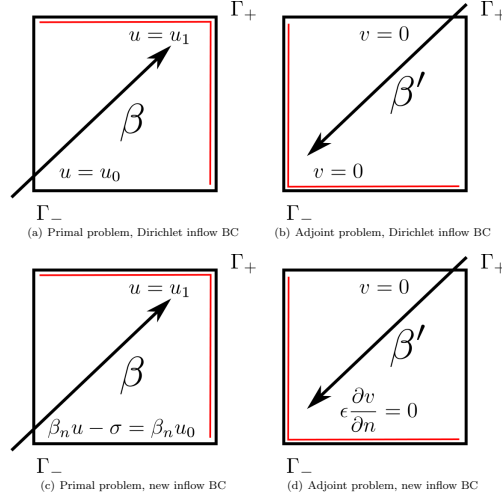 Γ₊
u = u₁
β
u = u₀
Γ₋
(a) Primal problem, Dirichlet inflow BC
Γ₊
v = 0
β′
v = 0
Γ₋
(b) Adjoint problem, Dirichlet inflow BC
Γ₊
u = u₁
β
βₙu − σ = βₙu₀
Γ₋
(c) Primal problem, new inflow BC
Γ₊
v = 0
β′
ϵ ∂v/∂n = 0
Γ₋
(d) Adjoint problem, new inflow BC